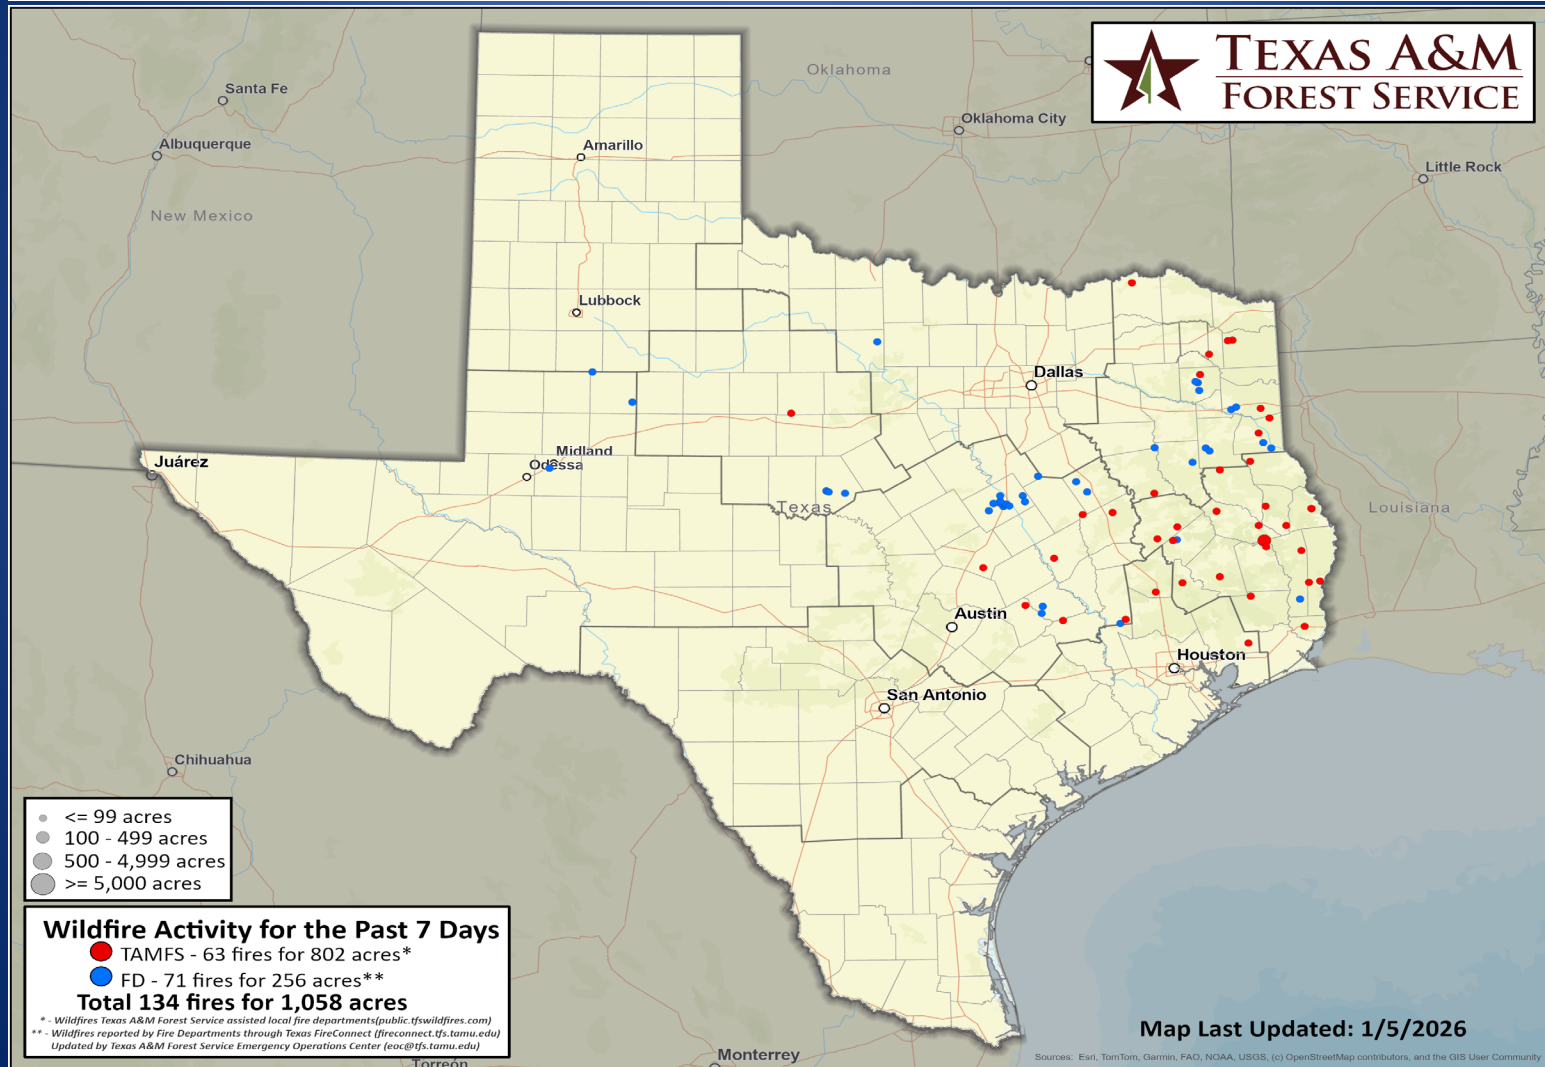 TEXAS A&M
FOREST SERVICE
Oklahoma
Santa Fe
Oklahoma City
Albuquerque
Amarillo
Little Rock
New Mexico
Lubbock
Dallas
Midland
Juárez
Odessa
Texas
Louisiana
Austin
Houston
San Antonio
Chihuahua
<= 99 acres
100 - 499 acres
500 - 4,999 acres
>= 5,000 acres
Wildfire Activity for the Past 7 Days
TAMFS - 63 fires for 802 acres*
FD - 71 fires for 256 acres**
Total 134 fires for 1,058 acres
* - Wildfires Texas A&M Forest Service assisted local fire departments(public.tfswildfires.com)
** - Wildfires reported by Fire Departments through Texas FireConnect (fireconnect.tfs.tamu.edu)
Updated by Texas A&M Forest Service Emergency Operations Center (eoc@tfs.tamu.edu)
Map Last Updated: 1/5/2026
Monterrey
Sources: Esri, TomTom, Garmin, FAO, NOAA, USGS, (c) OpenStreetMap contributors, and the GIS User Community
Torreón